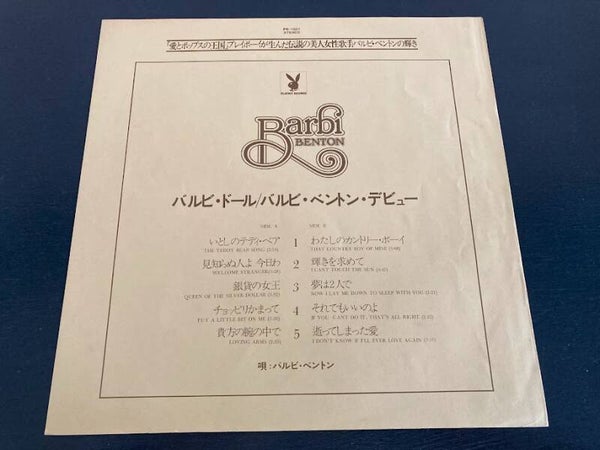 STEREO
「愛とポップスの王国」プレイボーイが生んだ伝説の美人女性歌手バルビ・ベントンの輝き
PLAYBOY RECORDS
Barbi
BENTON
バルビ・ドール/バルビ・ベントン・デビュー
SIDE A
SIDE B
いとしのテディ・ベア 1 わたしのカントリー・ボーイ
THE TEDDY BEAR SONG THAT COUNTRY BOY OF MINE
見知らぬ人よ 今日わ 2 輝きを求めて
WELCOME STRANGER I CAN'T TOUCH THE SUN
銀貨の女王 3 夢は2人で
QUEEN OF THE SILVER DOLLAR NOW I LAY ME DOWN TO SLEEP WITH YOU
チョッピリかまって 4 それでもいいのよ
PUT A LITTLE BIT ON ME IF YOU CAN'T DO IT, THAT'S ALL RIGHT
貴方の腕の中で 5 逝ってしまった愛
LOVING ARMS I DON'T KNOW IF I'LL EVER LOVE AGAIN
唄:バルビ・ベントン